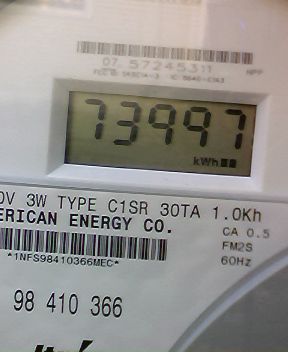 07. 57245311
73997
kWh
0V 3W TYPE C1SR 30TA 1.0Kh
ERICAN ENERGY CO.
CA 0.5
FM2S
*1NFS98410366MEC*
60Hz
98 410 366